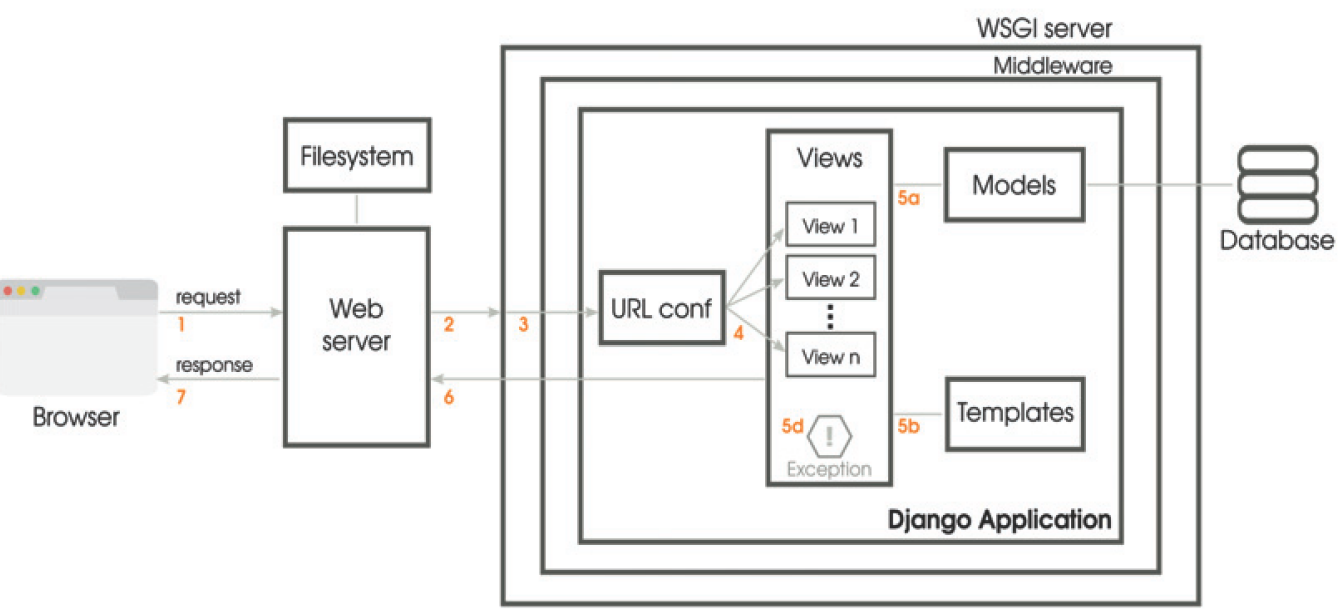 WSGI server
Middleware
Filesystem
Views
Models
5a
View 1
Database
View 2
request
1
Web
server
2
3
URL conf
4
View n
response
7
6
Browser
Templates
5d
5b
Exception
Django Application